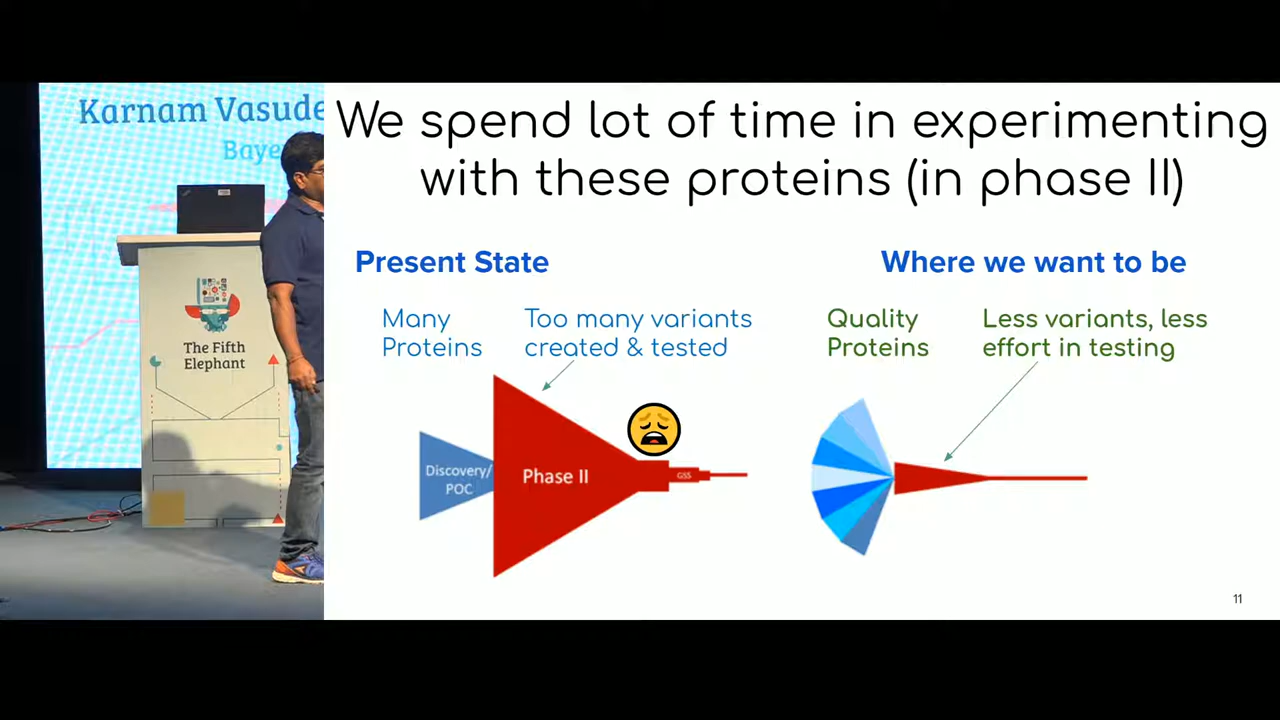 Karnam Vasude
Baye
The Fifth
Elephant
We spend lot of time in experimenting
with these proteins (in phase II)
Present State
Where we want to be
Many
Proteins
Too many variants
created & tested
Quality
Proteins
Less variants, less
effort in testing
Discovery/
POC
Phase II
GSS
11